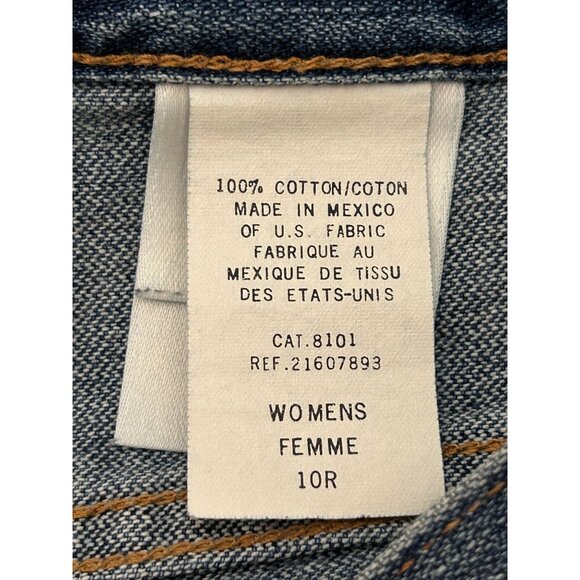 100% COTTON/COTON
MADE IN MEXICO
OF U.S. FABRIC
FABRIQUE AU
MEXIQUE DE TISSU
DES ETATS-UNIS
CAT.8101
REF.21607893
WOMENS
FEMME
10R